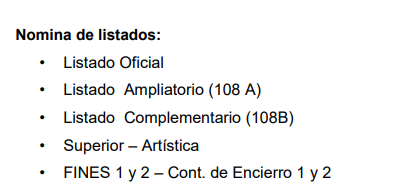 Nomina de listados:
• Listado Oficial
• Listado Ampliatorio (108 A)
• Listado Complementario (108B)
• Superior – Artística
• FINES 1 y 2 – Cont. de Encierro 1 y 2